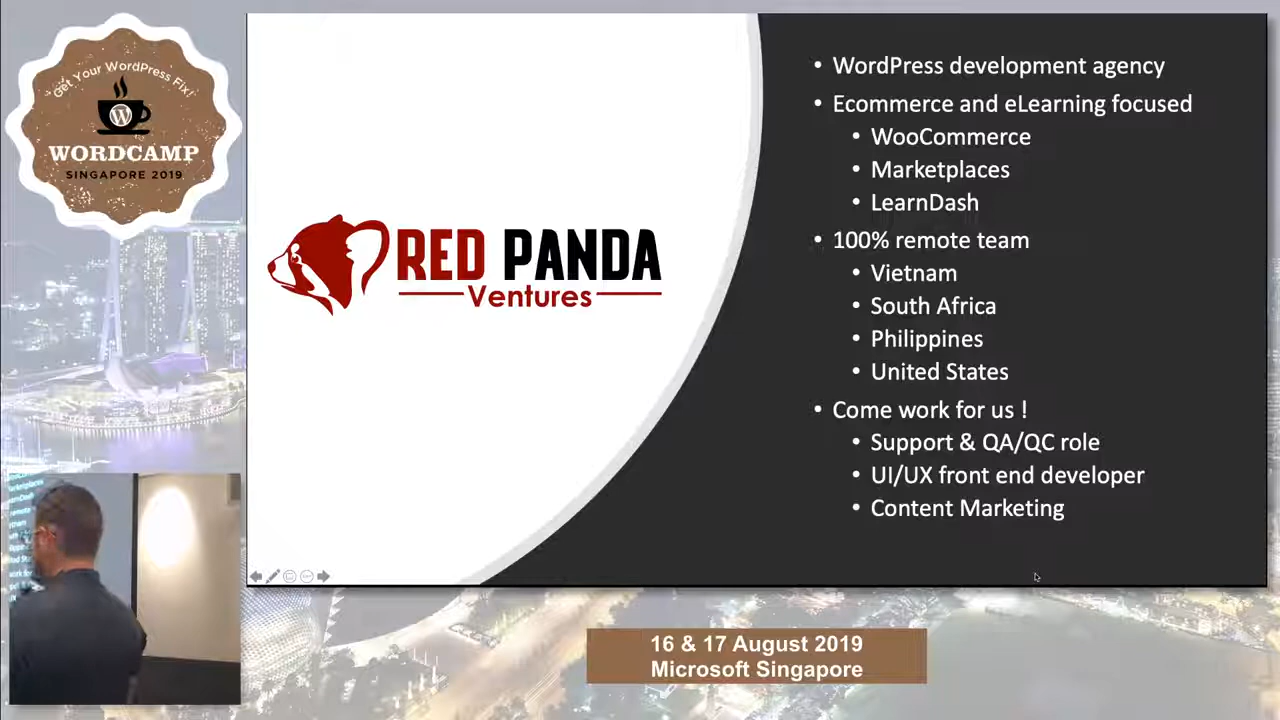 Get Your WordPress Fix!
WORDCAMP
SINGAPORE 2019
RED PANDA
Ventures
• WordPress development agency
• Ecommerce and eLearning focused
• WooCommerce
• Marketplaces
• LearnDash
• 100% remote team
• Vietnam
• South Africa
• Philippines
• United States
• Come work for us !
• Support & QA/QC role
• UI/UX front end developer
• Content Marketing
16 & 17 August 2019
Microsoft Singapore